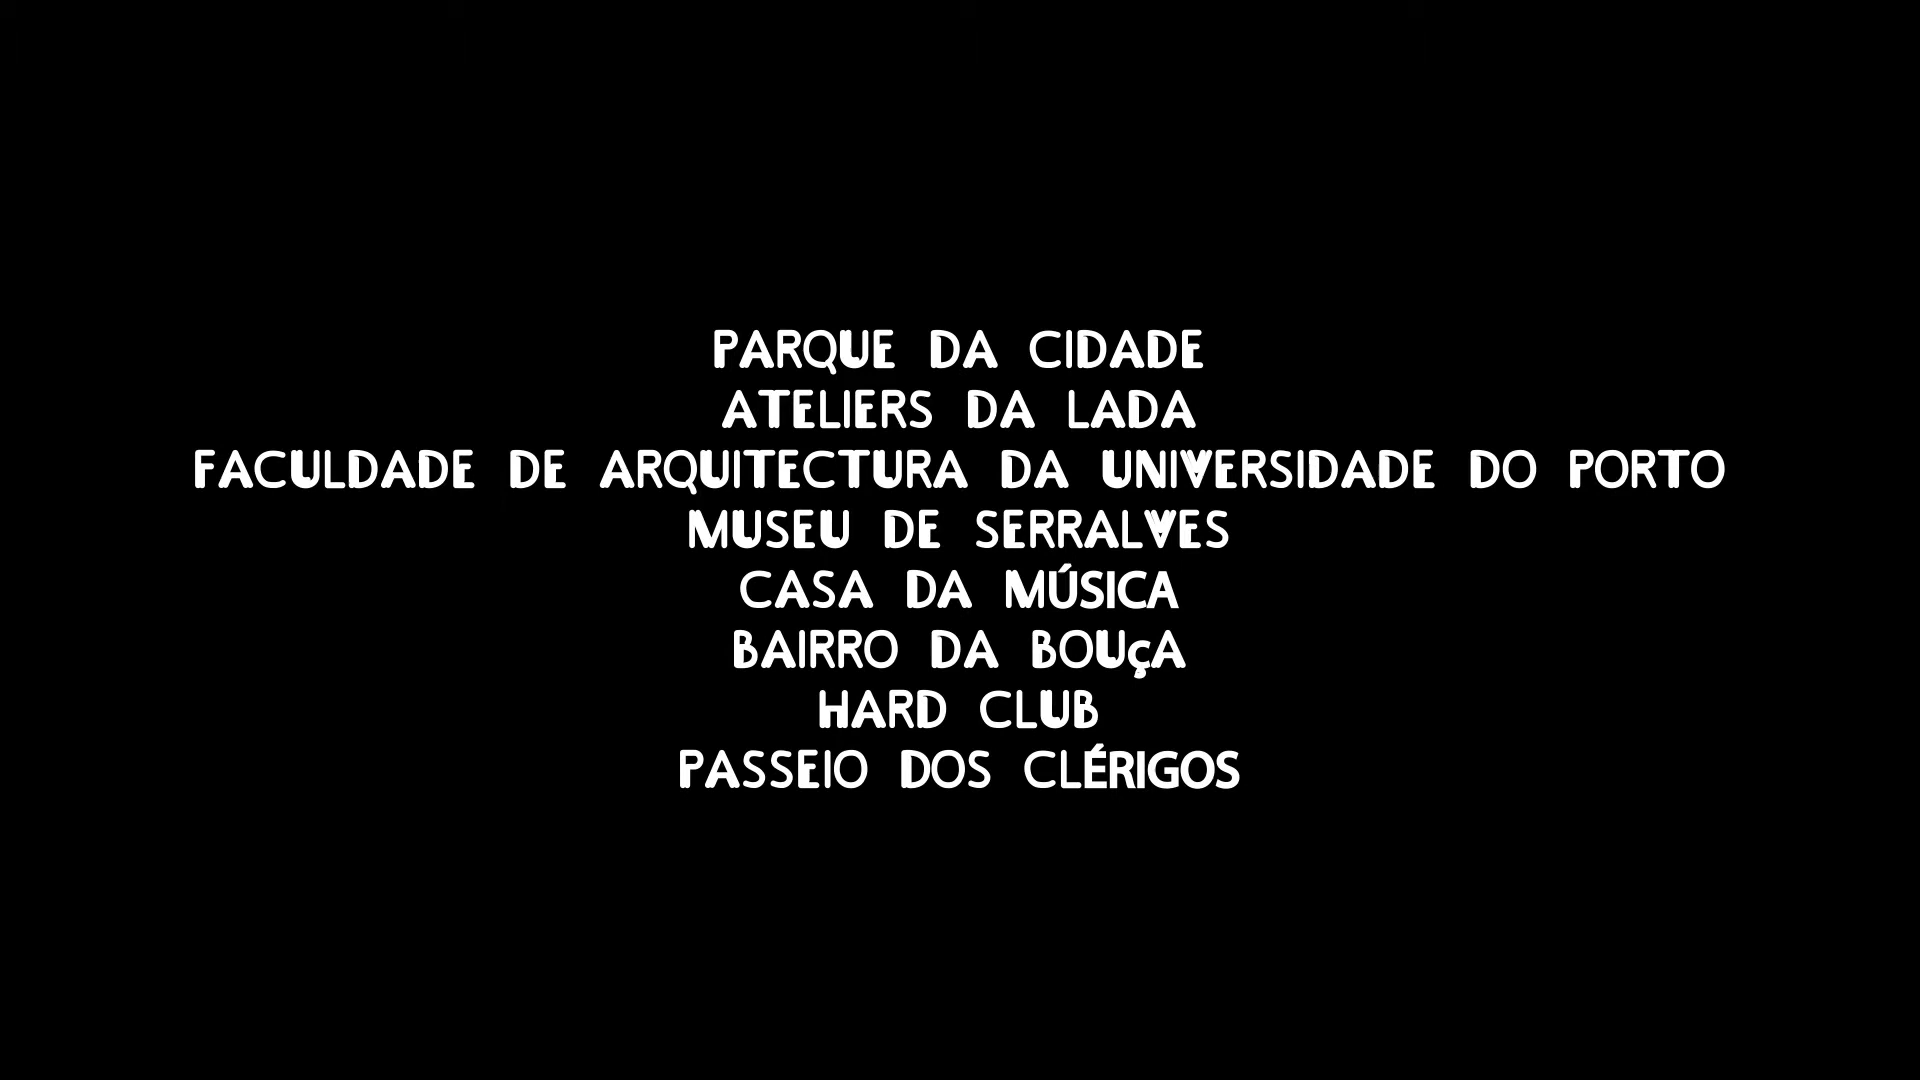 PARQUE DA CIDADE
ATELIERS DA LADA
FACULDADE DE ARQUITECTURA DA UNIVERSIDADE DO PORTO
MUSEU DE SERRALVES
CASA DA MÚSICA
BAIRRO DA BOUçA
HARD CLUB
PASSEIO DOS CLÉRIGOS